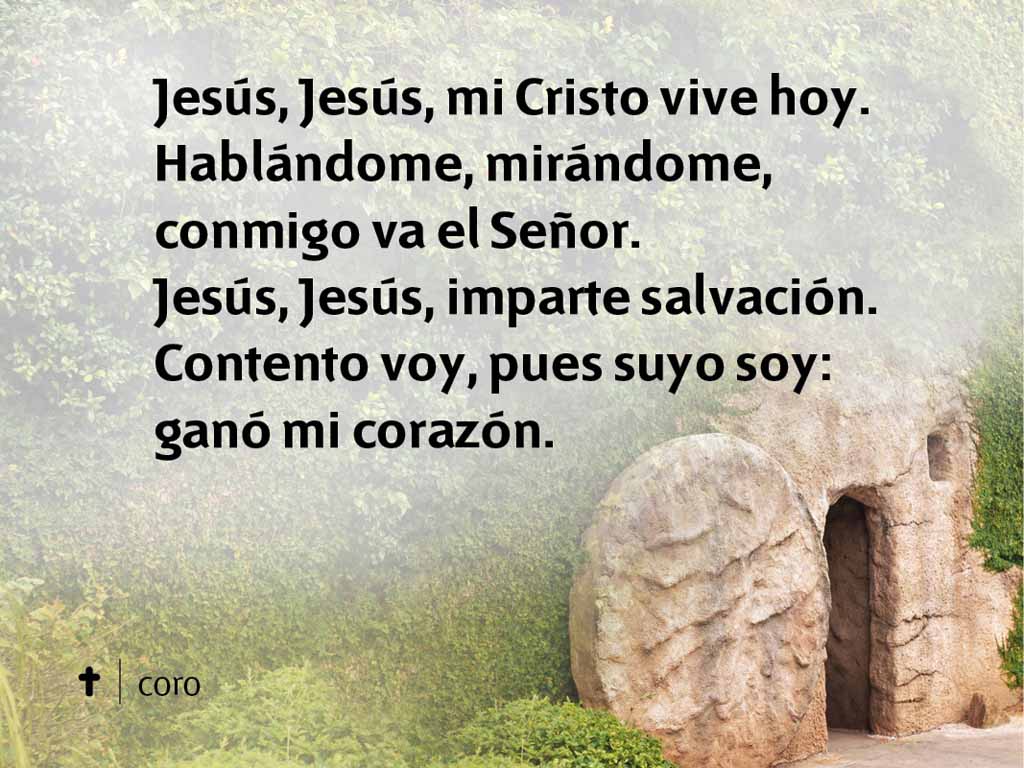 Jesús, Jesús, mi Cristo vive hoy.
Hablándome, mirándome,
conmigo va el Señor.
Jesús, Jesús, imparte salvación.
Contento voy, pues suyo soy:
ganó mi corazón.
coro